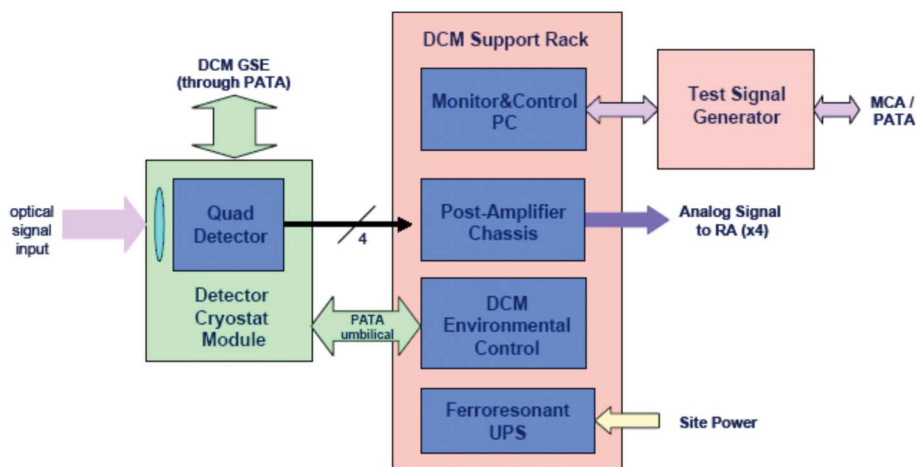 DCM GSE
(through PATA)
DCM Support Rack
Monitor&Control
PC
Test Signal
Generator
MCA /
PATA
optical
signal
input
Quad
Detector
4
Post-Amplifier
Chassis
Analog Signal
to RA (x4)
Detector
Cryostat
Module
PATA
umbilical
DCM
Environmental
Control
Ferroresonant
UPS
Site Power